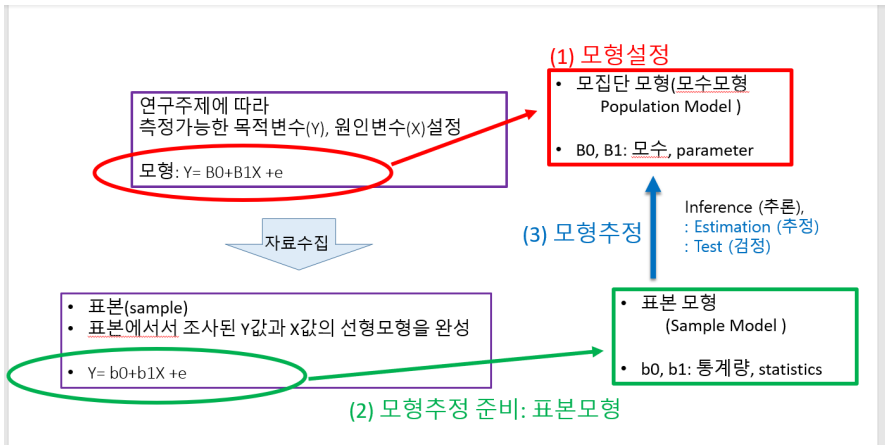 (1) 모형설정
연구주제에 따라
측정가능한 목적변수(Y), 원인변수(X)설정
모형: Y= B0+B1X +e
• 모집단 모형(모수모형
Population Model )
• B0, B1: 모수, parameter
자료수집
(3) 모형추정
Inference (추론),
: Estimation (추정)
: Test (검정)
• 표본(sample)
• 표본에서서 조사된 Y값과 X값의 선형모형을 완성
• Y= b0+b1X +e
• 표본 모형
(Sample Model )
• b0, b1: 통계량, statistics
(2) 모형추정 준비: 표본모형